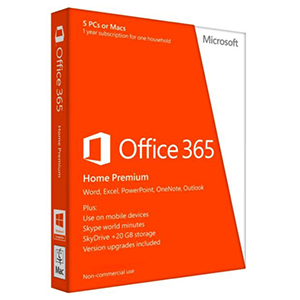 5 PCs or Macs
1 year subscription for one household
Microsoft
Office 365
Home Premium
Word, Excel, PowerPoint, OneNote, Outlook
Plus:
Use on mobile devices
Skype world minutes
SkyDrive +20 GB storage
Version upgrades included
Mac
Non-commercial use